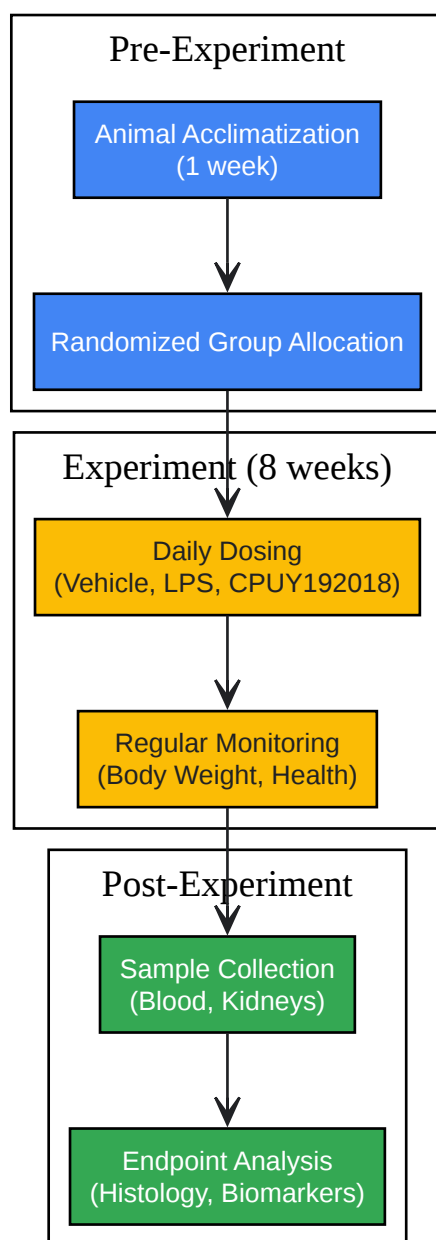 Pre-Experiment
Animal Acclimatization
(1 week)
Randomized Group Allocation
Experiment (8 weeks)
Daily Dosing
(Vehicle, LPS, CPUY192018)
Regular Monitoring
(Body Weight, Health)
Post-Experiment
Sample Collection
(Blood, Kidneys)
Endpoint Analysis
(Histology, Biomarkers)